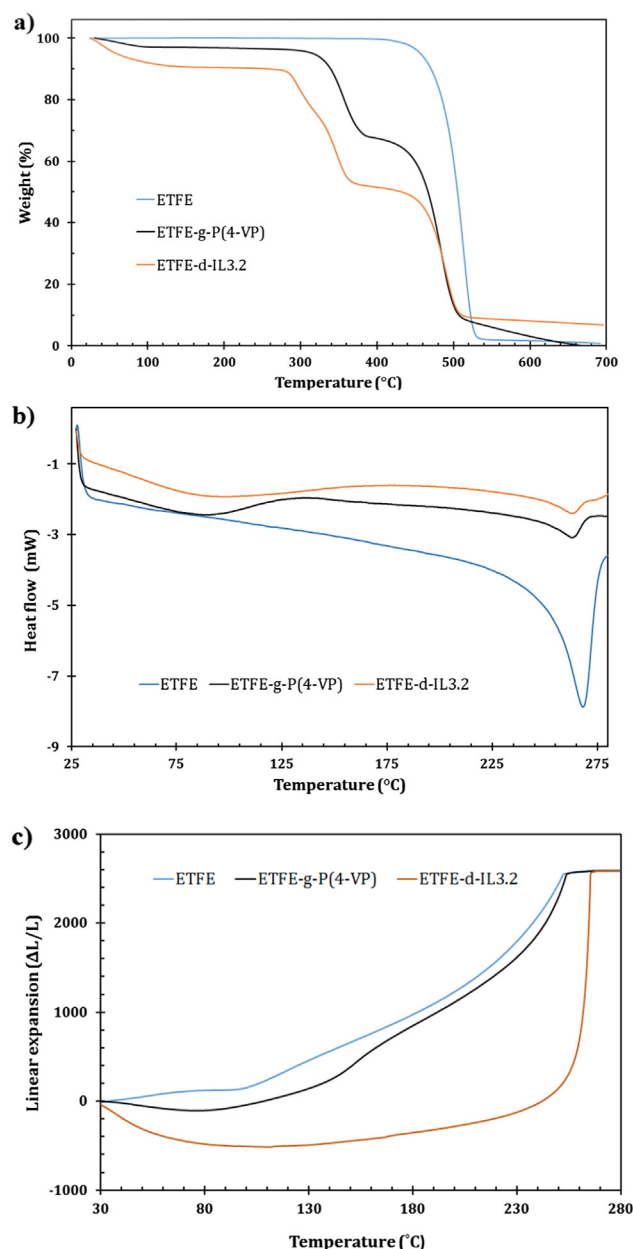 a)
100
80
60
40
20
0
Weight (%)
ETFE
ETFE-g-P(4-VP)
ETFE-d-IL3.2
0 100 200 300 400 500 600 700
Temperature (°C)
b)
-1
-3
-5
-7
-9
Heat flow (mW)
ETFE ETFE-g-P(4-VP) ETFE-d-IL3.2
25 75 125 175 225 275
Temperature (°C)
c)
3000
2000
1000
0
-1000
Linear expansion (ΔL/L)
ETFE ETFE-g-P(4-VP) ETFE-d-IL3.2
30 80 130 180 230 280
Temperature (˚C)